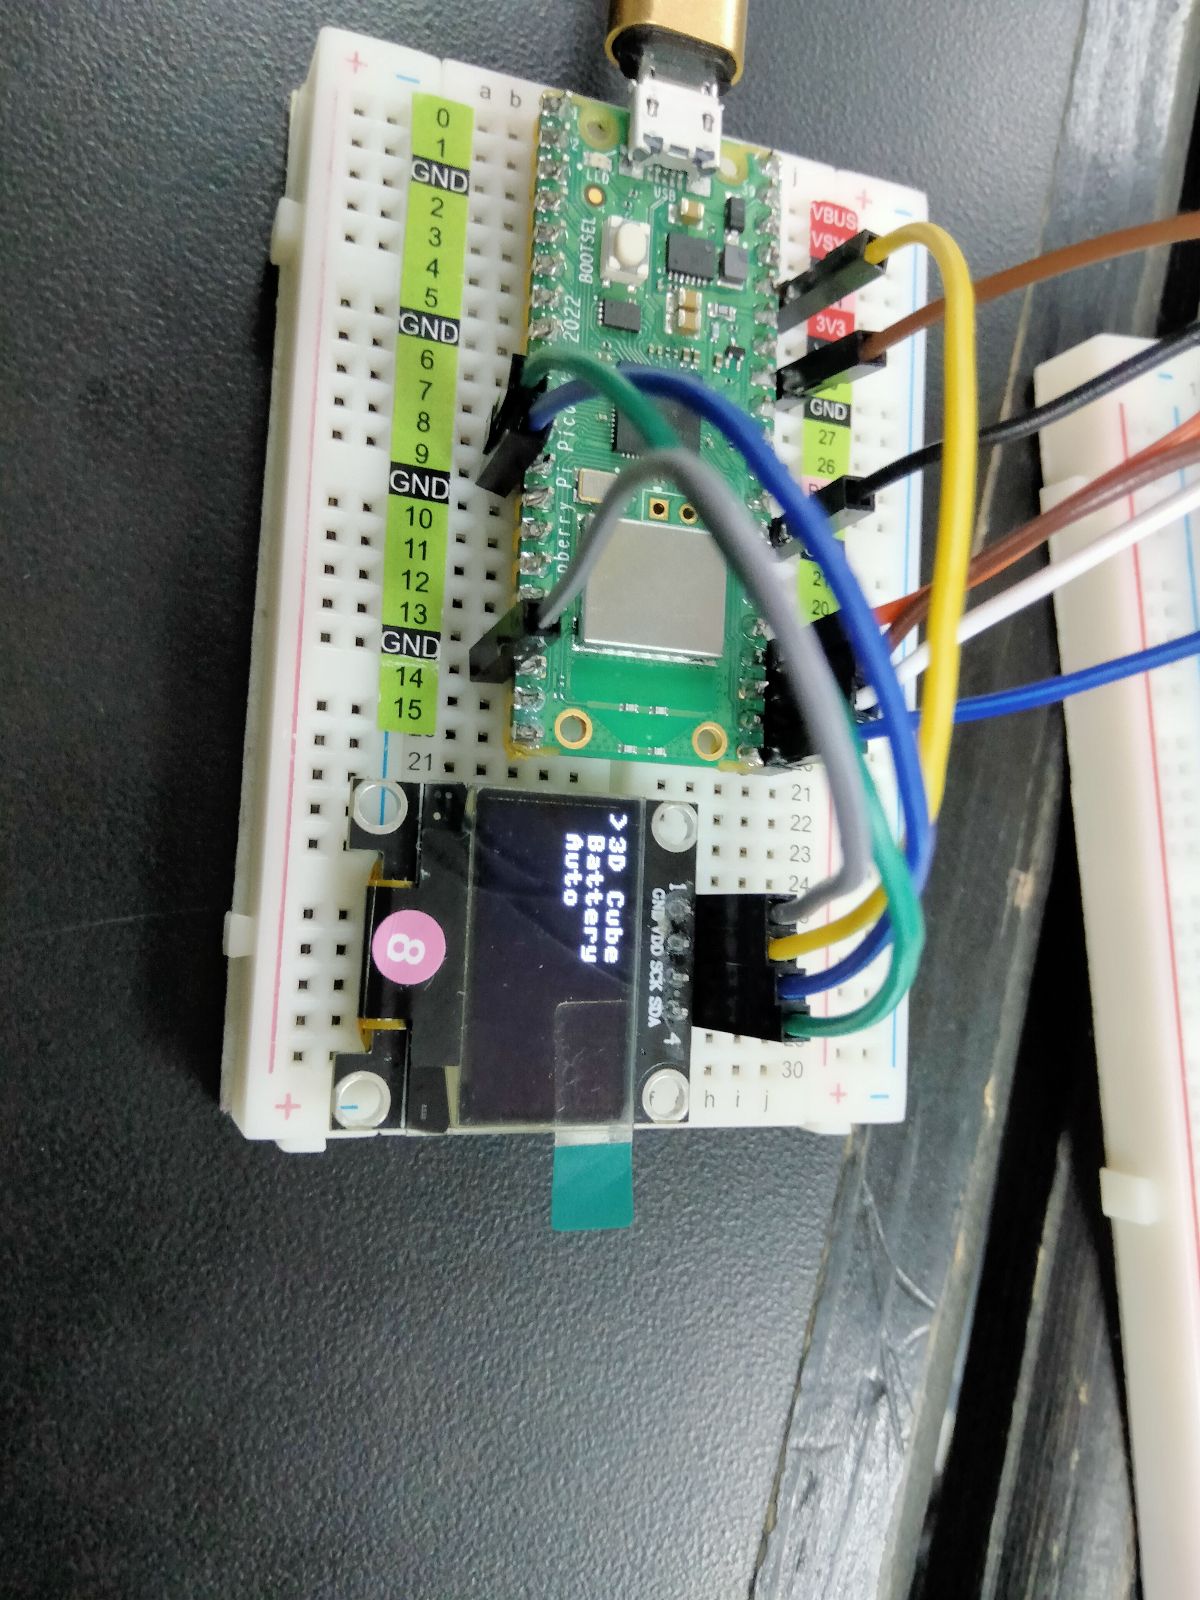 VBUS
3V3
GND
27
26
20
21
22
23
24
30
j
j
i
h
f
USB
LED
BOOTSEL
2022
1 4
GND VDD SCK SDA
>3D Cube
Battery
Auto
8
b
a
0 1 GND 2 3 4 5 GND 6 7 8 9 GND 10 11 12 13 GND 14 15
21